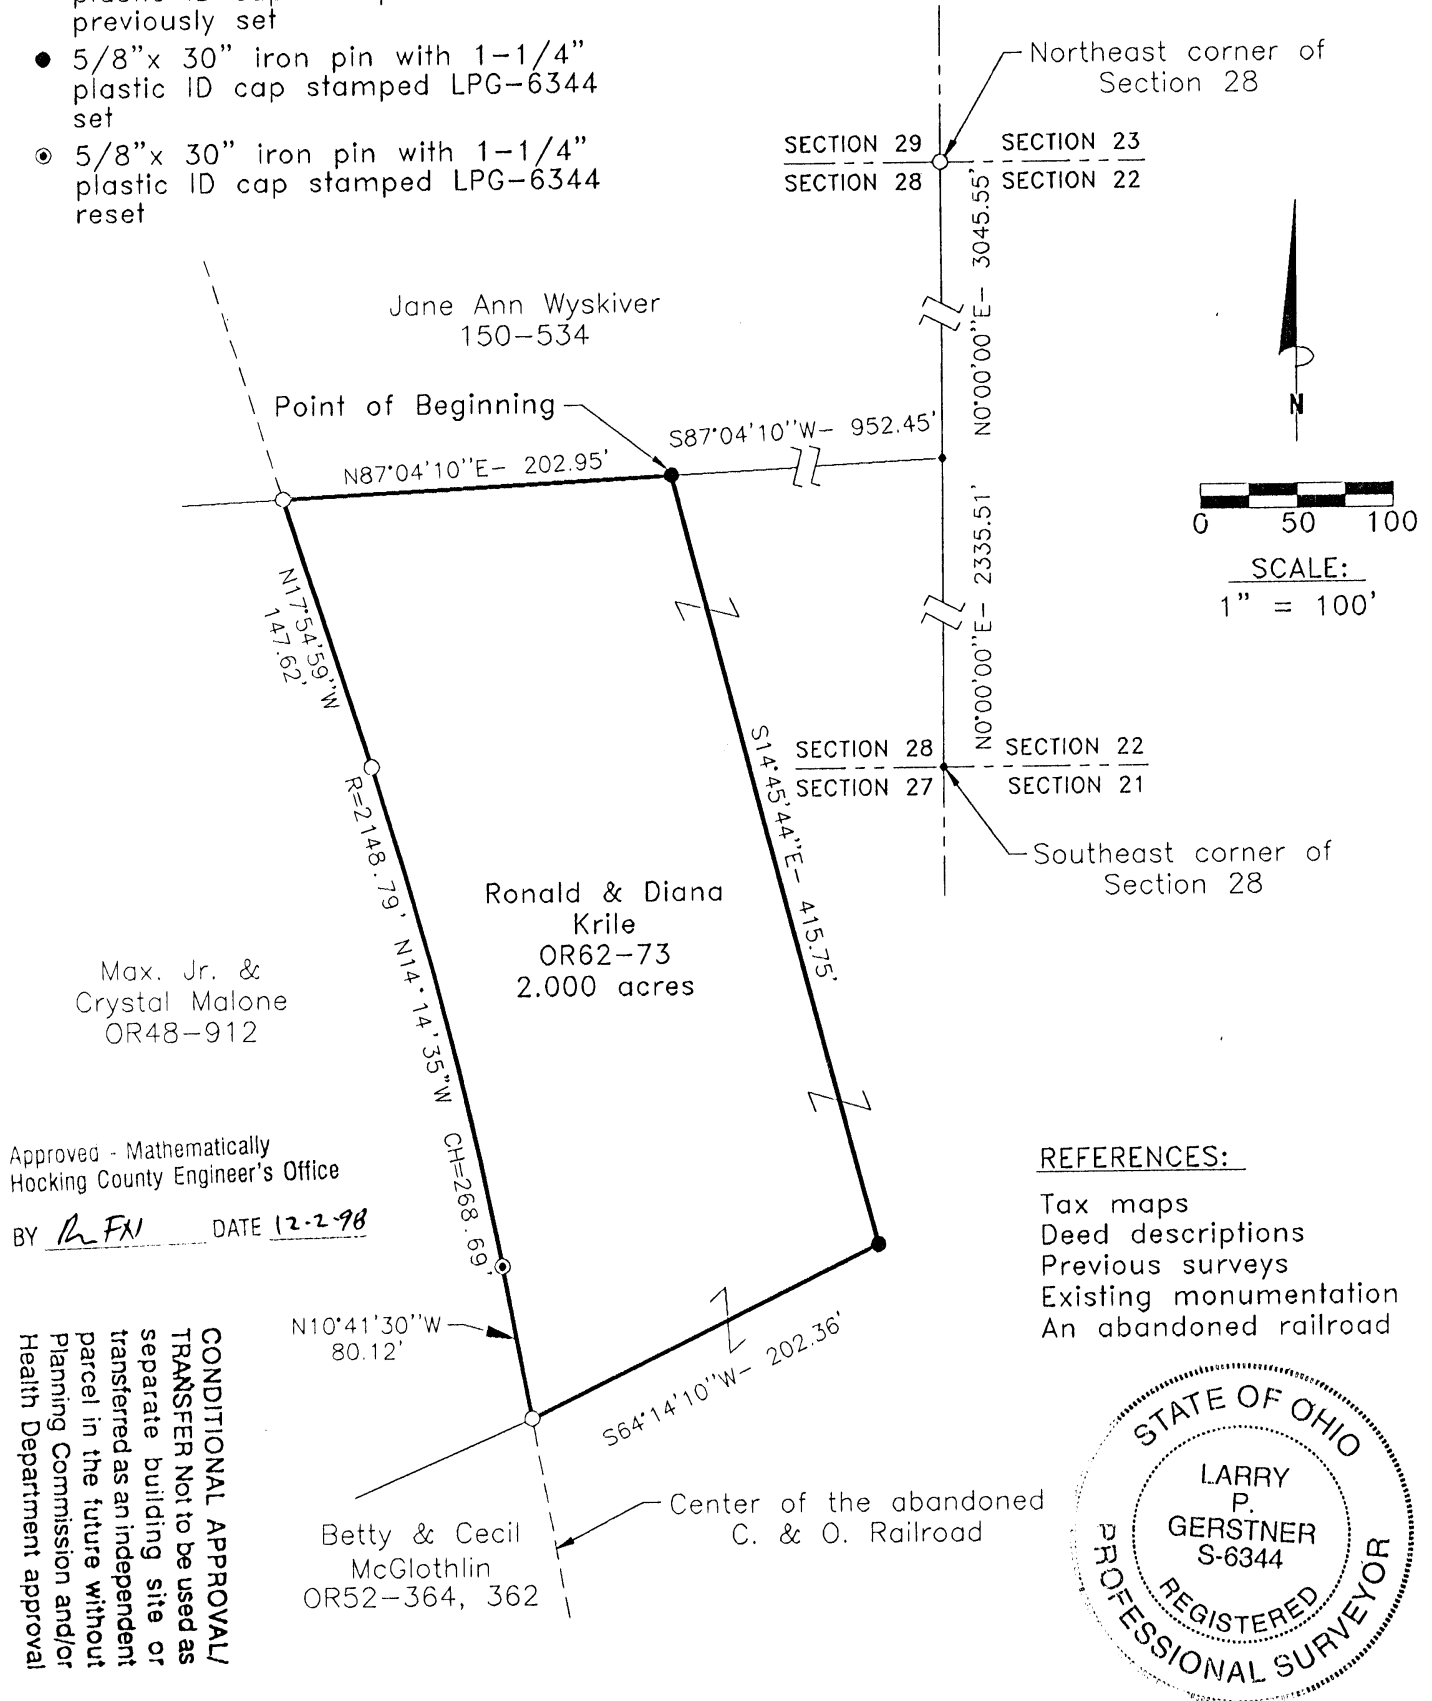 previously set
5/8"x 30" iron pin with 1-1/4"
plastic ID cap stamped LPG-6344
set
5/8"x 30" iron pin with 1-1/4"
plastic ID cap stamped LPG-6344
reset
Northeast corner of
Section 28
SECTION 29
SECTION 23
SECTION 28
SECTION 22
N0°00'00"E- 3045.55'
Jane Ann Wyskiver
150-534
Point of Beginning
S87°04'10"W- 952.45'
N87°04'10"E- 202.95'
N
0 50 100
SCALE:
1" = 100'
N0°00'00"E- 2335.51'
N17°54'59"W
147.62'
S14°45'44"E- 415.75'
SECTION 28
SECTION 22
SECTION 27
SECTION 21
Southeast corner of
Section 28
R=2148.79' N14°14'35"W CH=268.69'
Ronald & Diana
Krile
OR62-73
2.000 acres
Max. Jr. &
Crystal Malone
OR48-912
Approved - Mathematically
Hocking County Engineer's Office
BY DATE 12-2-98
REFERENCES:
Tax maps
Deed descriptions
Previous surveys
Existing monumentation
An abandoned railroad
N10°41'30"W
80.12'
S64°14'10"W- 202.36'
CONDITIONAL APPROVAL/
TRANSFER Not to be used as
separate building site or
transferred as an independent
parcel in the future without
Planning Commission and/or
Health Department approval
Center of the abandoned
C. & O. Railroad
Betty & Cecil
McGlothlin
OR52-364, 362
STATE OF OHIO
LARRY
P.
GERSTNER
S-6344
REGISTERED
PROFESSIONAL SURVEYOR